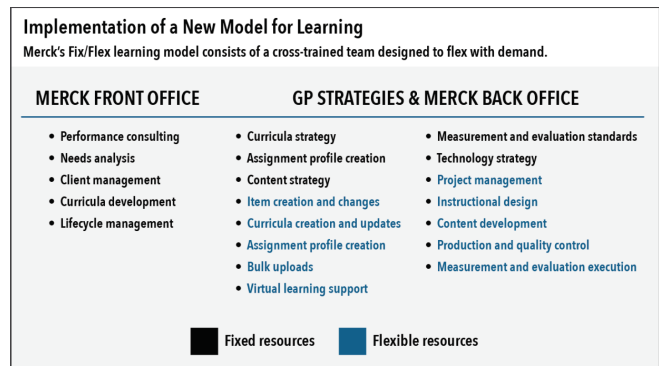 Implementation of a New Model for Learning
Merck's Fix/Flex learning model consists of a cross-trained team designed to flex with demand.
MERCK FRONT OFFICE
• Performance consulting
• Needs analysis
• Client management
• Curricula development
• Lifecycle management
GP STRATEGIES & MERCK BACK OFFICE
• Curricula strategy
• Assignment profile creation
• Content strategy
• Item creation and changes
• Curricula creation and updates
• Assignment profile creation
• Bulk uploads
• Virtual learning support
• Measurement and evaluation standards
• Technology strategy
• Project management
• Instructional design
• Content development
• Production and quality control
• Measurement and evaluation execution
Fixed resources
Flexible resources